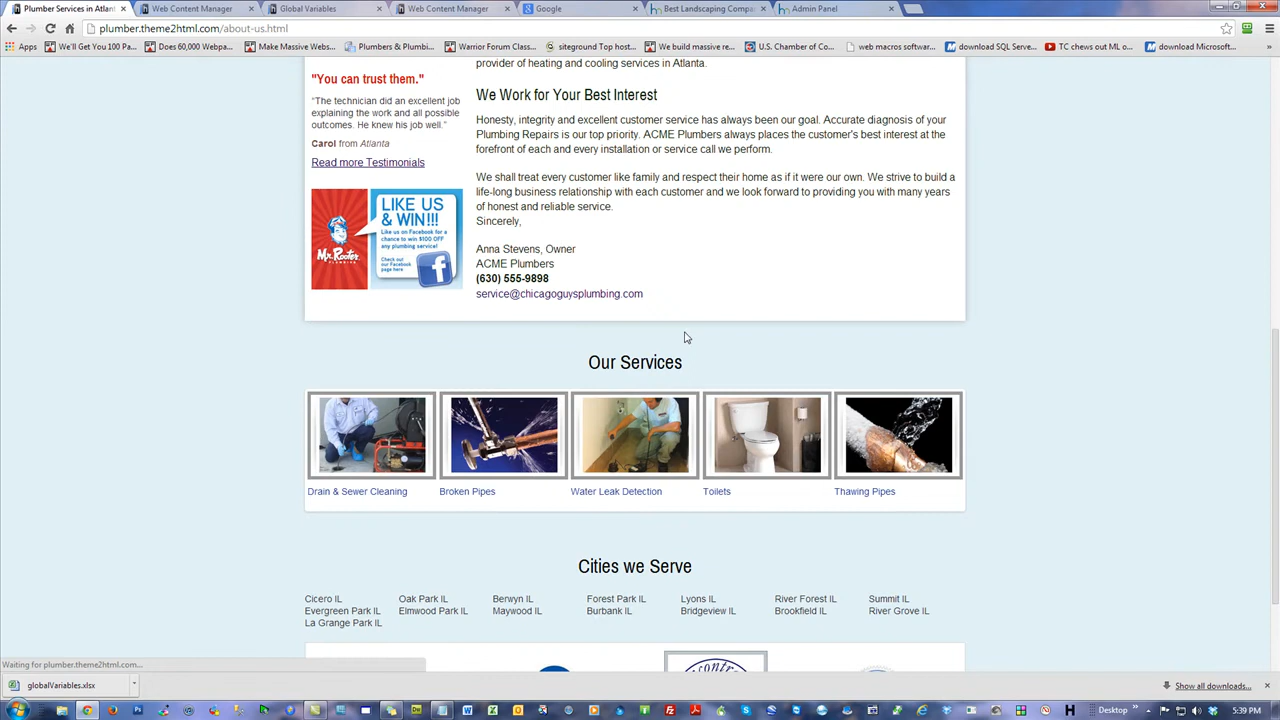 Plumber Services in Atlant
Web Content Manager
Global Variables
Web Content Manager
Google
Best Landscaping Compa
Admin Panel
plumber.theme2html.com/about-us.html
Apps
We'll Get You 100 Pa...
Does 60,000 Webpa...
Make Massive Webs...
Plumbers & Plumbi...
Warrior Forum Class...
siteground Top host...
We build massive re...
U.S. Chamber of Co...
web macros softwar...
download SQL Serve...
TC chews out ML o...
download Microsoft...
provider of heating and cooling services in Atlanta.
"You can trust them."
"The technician did an excellent job
explaining the work and all possible
outcomes. He knew his job well."
Carol from Atlanta
Read more Testimonials
Mr. Rooter
PLUMBING
LIKE US
& WIN!!!
Like us on Facebook for a
chance to win $100 OFF
any plumbing service!
Check out
our Facebook
page here
We Work for Your Best Interest
Honesty, integrity and excellent customer service has always been our goal. Accurate diagnosis of your
Plumbing Repairs is our top priority. ACME Plumbers always places the customer's best interest at the
forefront of each and every installation or service call we perform.
We shall treat every customer like family and respect their home as if it were our own. We strive to build a
life-long business relationship with each customer and we look forward to providing you with many years
of honest and reliable service.
Sincerely,
Anna Stevens, Owner
ACME Plumbers
(630) 555-9898
service@chicagoguysplumbing.com
Our Services
Drain & Sewer Cleaning
Broken Pipes
Water Leak Detection
Toilets
Thawing Pipes
Cities we Serve
Cicero IL
Oak Park IL
Berwyn IL
Forest Park IL
Lyons IL
River Forest IL
Summit IL
Evergreen Park IL
Elmwood Park IL
Maywood IL
Burbank IL
Bridgeview IL
Brookfield IL
River Grove IL
La Grange Park IL
Waiting for plumber.theme2html.com...
globalVariables.xlsx
Show all downloads...
Desktop
5:39 PM